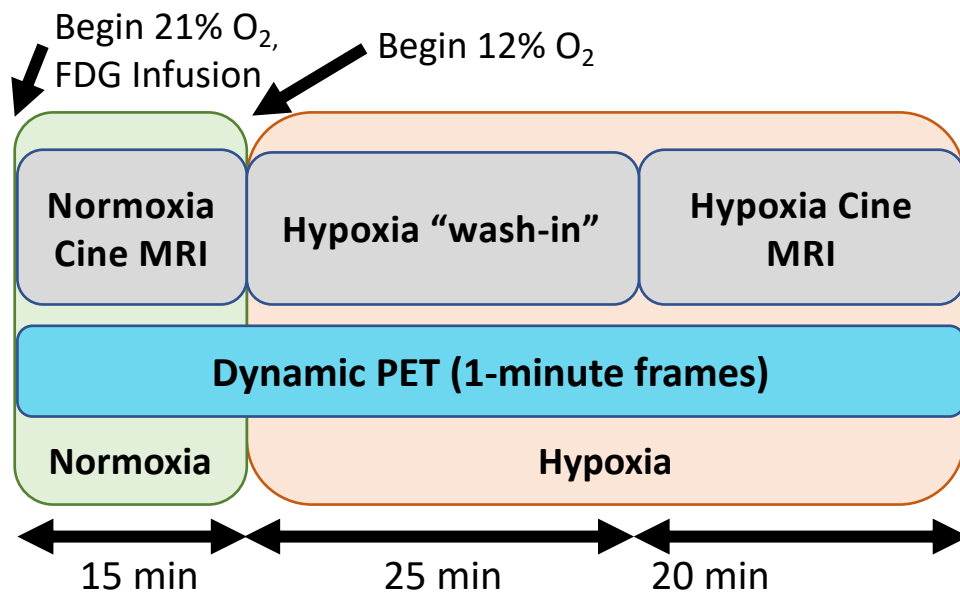 Begin 21% O₂,
FDG Infusion
Begin 12% O₂
Normoxia
Cine MRI
Hypoxia “wash-in”
Hypoxia Cine
MRI
Dynamic PET (1-minute frames)
Normoxia
Hypoxia
15 min
25 min
20 min